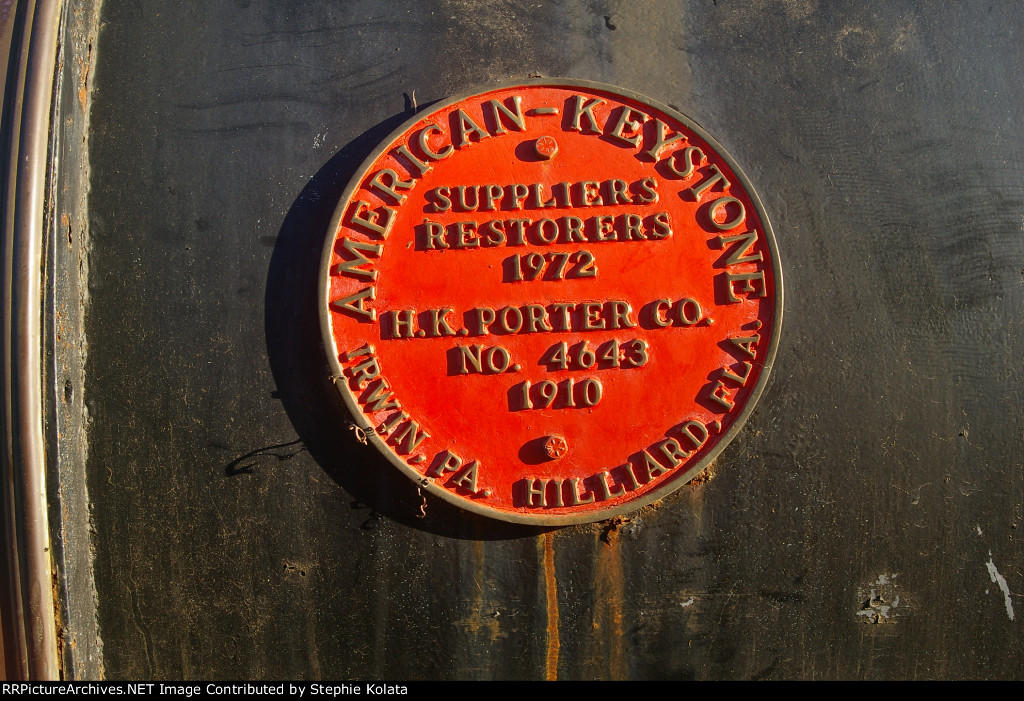 AMERICAN-KEYSTONE
SUPPLIERS
RESTORERS
1972
H.K.PORTER CO.
NO. 4643
1910
IRWIN, PA. HILLIARD, FLA.
RRPictureArchives.NET Image Contributed by Stephie Kolata